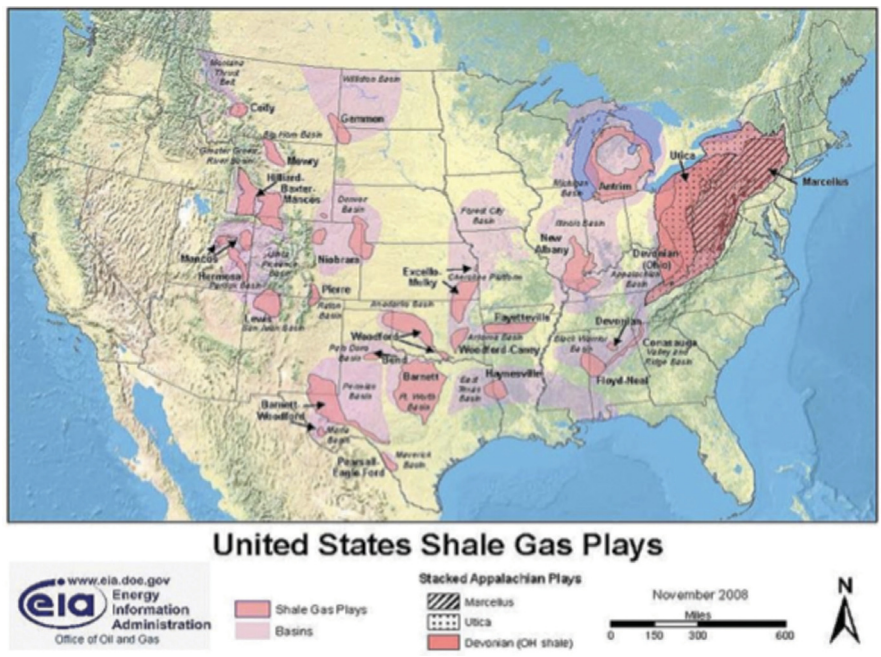 Montana
Thrust
Belt
Williston Basin
Cody
Gammon
Big Horn Basin
Greater Green
River Basin
Mowry
Hilliard-
Baxter-
Mancos
Denver
Basin
Mancos
Uinta
Piceance
Basin
Niobrara
Hermosa
Paradox Basin
Pierre
Raton
Basin
Lewis
San Juan Basin
Michigan
Basin
Antrim
Utica
Marcellus
Forest City
Basin
Illinois Basin
New
Albany
Devonian
(Ohio)
Appalachian
Basin
Excello-
Mulky
Cherokee Platform
Anadarko Basin
Woodford
Fayetteville
Arkoma Basin
Woodford-Caney
Palo Duro
Basin
Bend
Devonian
Black Warrior
Basin
Conasauga
Valley and
Ridge Basin
Floyd-Neal
Barnett
Ft. Worth
Basin
Permian
Basin
East
Texas
Basin
Haynesville
Barnett-
Woodford
Marfa
Basin
Pearsall-
Eagle Ford
Maverick
Basin
United States Shale Gas Plays
www.eia.doe.gov
eia
Energy
Information
Administration
Office of Oil and Gas
Shale Gas Plays
Basins
Stacked Appalachian Plays
Marcellus
Utica
Devonian (OH shale)
November 2008
Miles
0 150 300 600
N